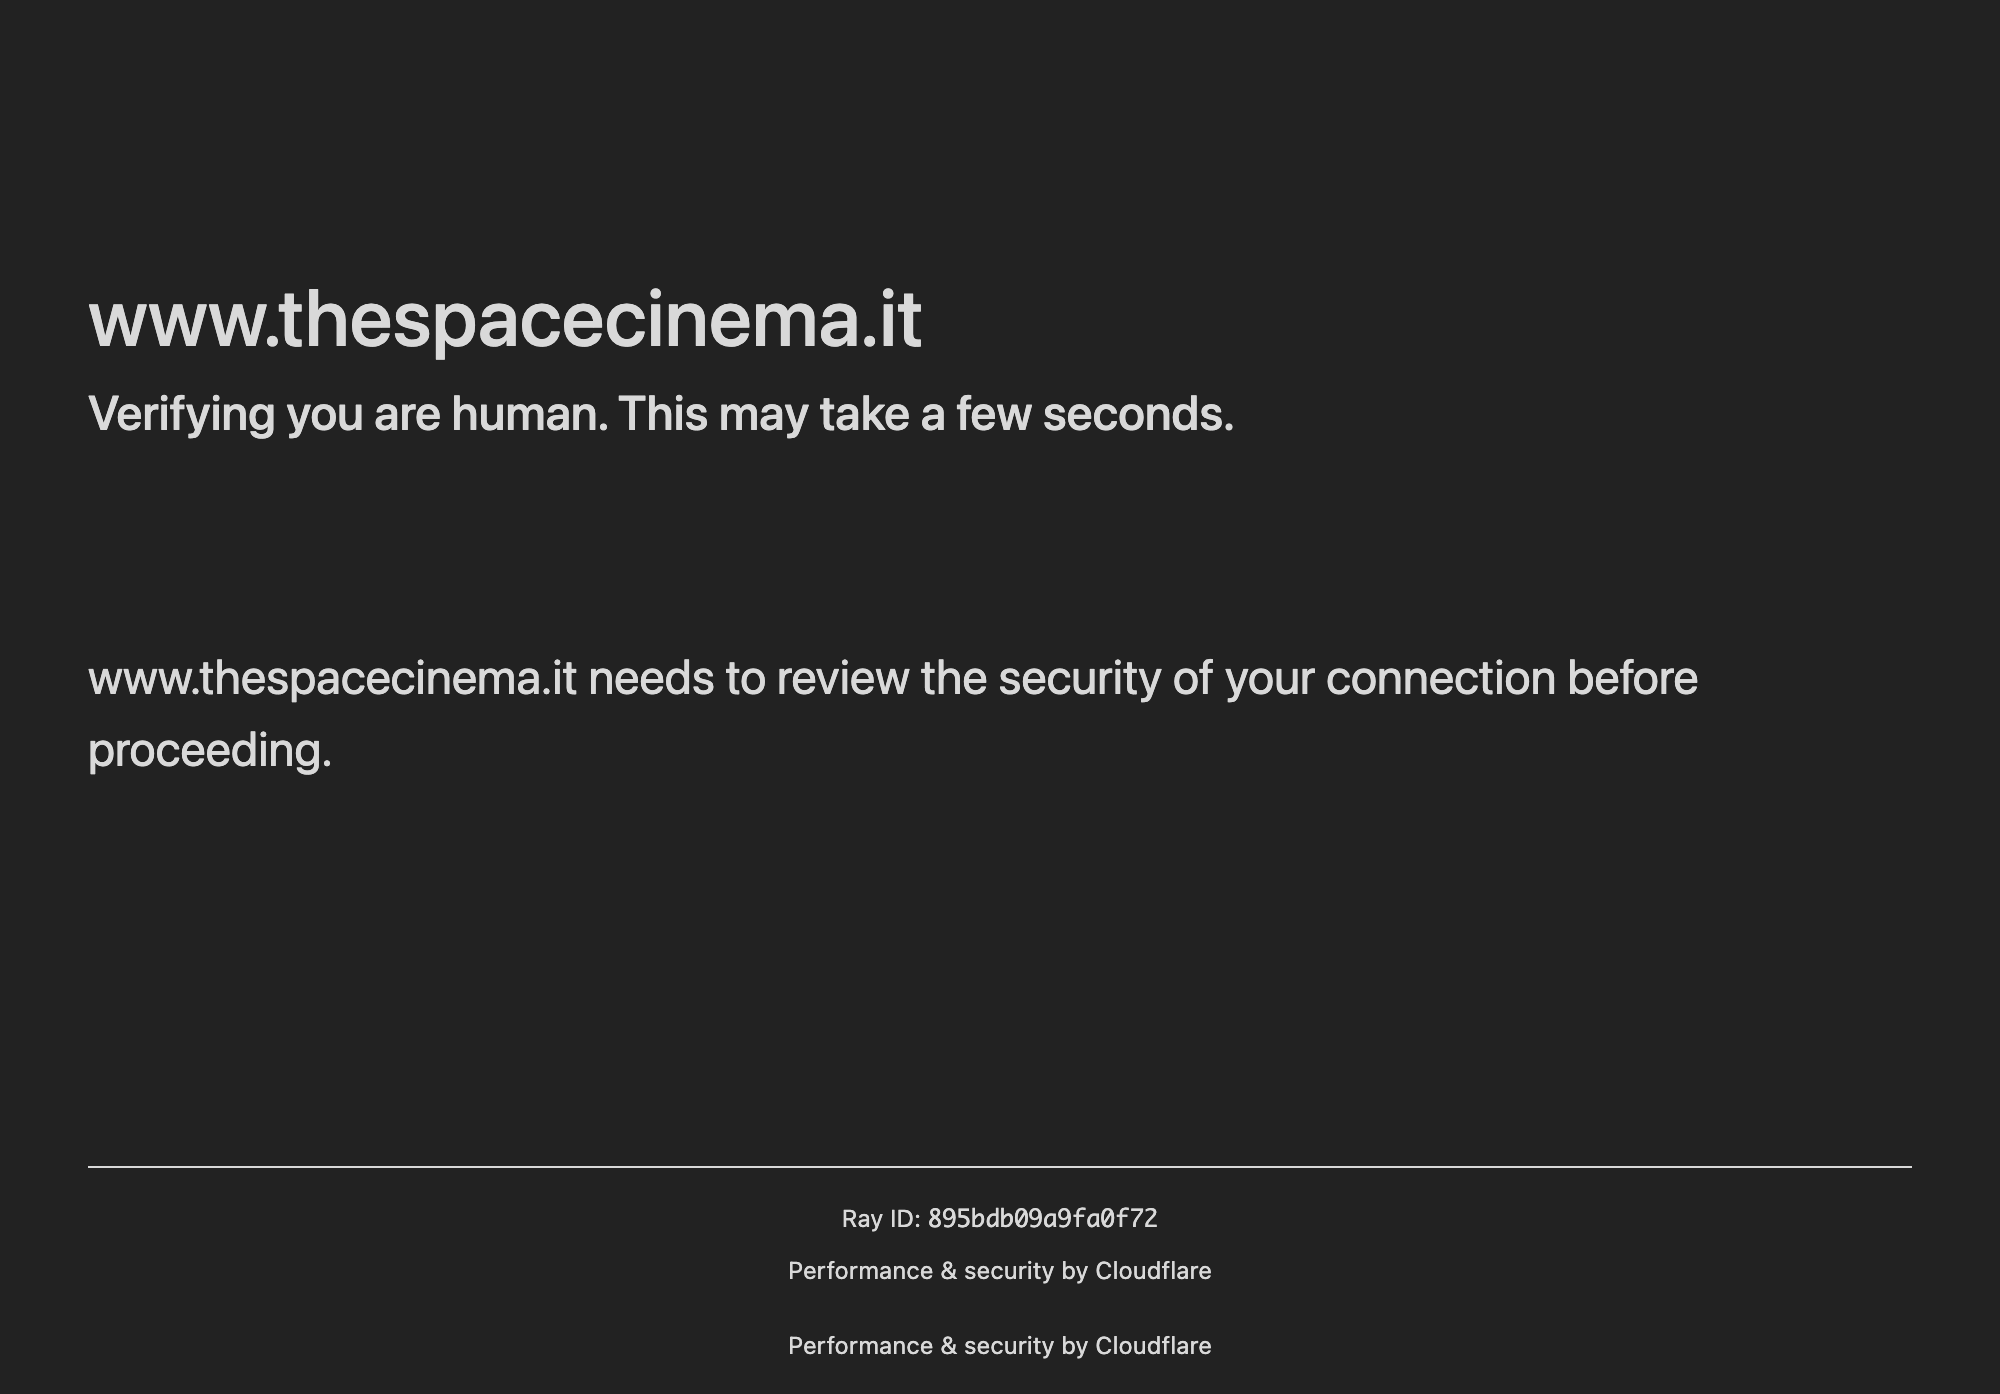 www.thespacecinema.it
Verifying you are human. This may take a few seconds.
www.thespacecinema.it needs to review the security of your connection before
proceeding.
Ray ID: 895bdb09a9fa0f72
Performance & security by Cloudflare
Performance & security by Cloudflare